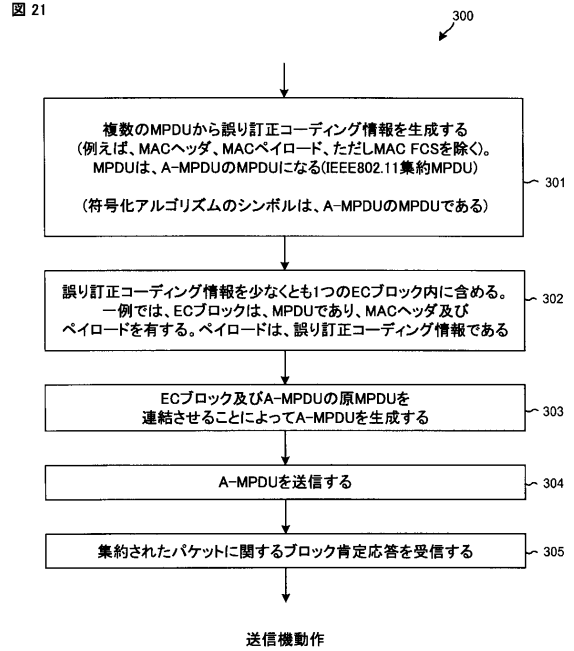 図 21
300
複数のMPDUから誤り訂正コーディング情報を生成する
(例えば、MACヘッダ、MACペイロード、ただしMAC FCSを除く)。
MPDUは、A-MPDUのMPDUになる(IEEE802.11集約MPDU)
(符号化アルゴリズムのシンボルは、A-MPDUのMPDUである)
301
誤り訂正コーディング情報を少なくとも1つのECブロック内に含める。
一例では、ECブロックは、MPDUであり、MACヘッダ及び
ペイロードを有する。ペイロードは、誤り訂正コーディング情報である
302
ECブロック及びA-MPDUの原MPDUを
連結させることによってA-MPDUを生成する
303
A-MPDUを送信する
304
集約されたパケットに関するブロック肯定応答を受信する
305
送信機動作